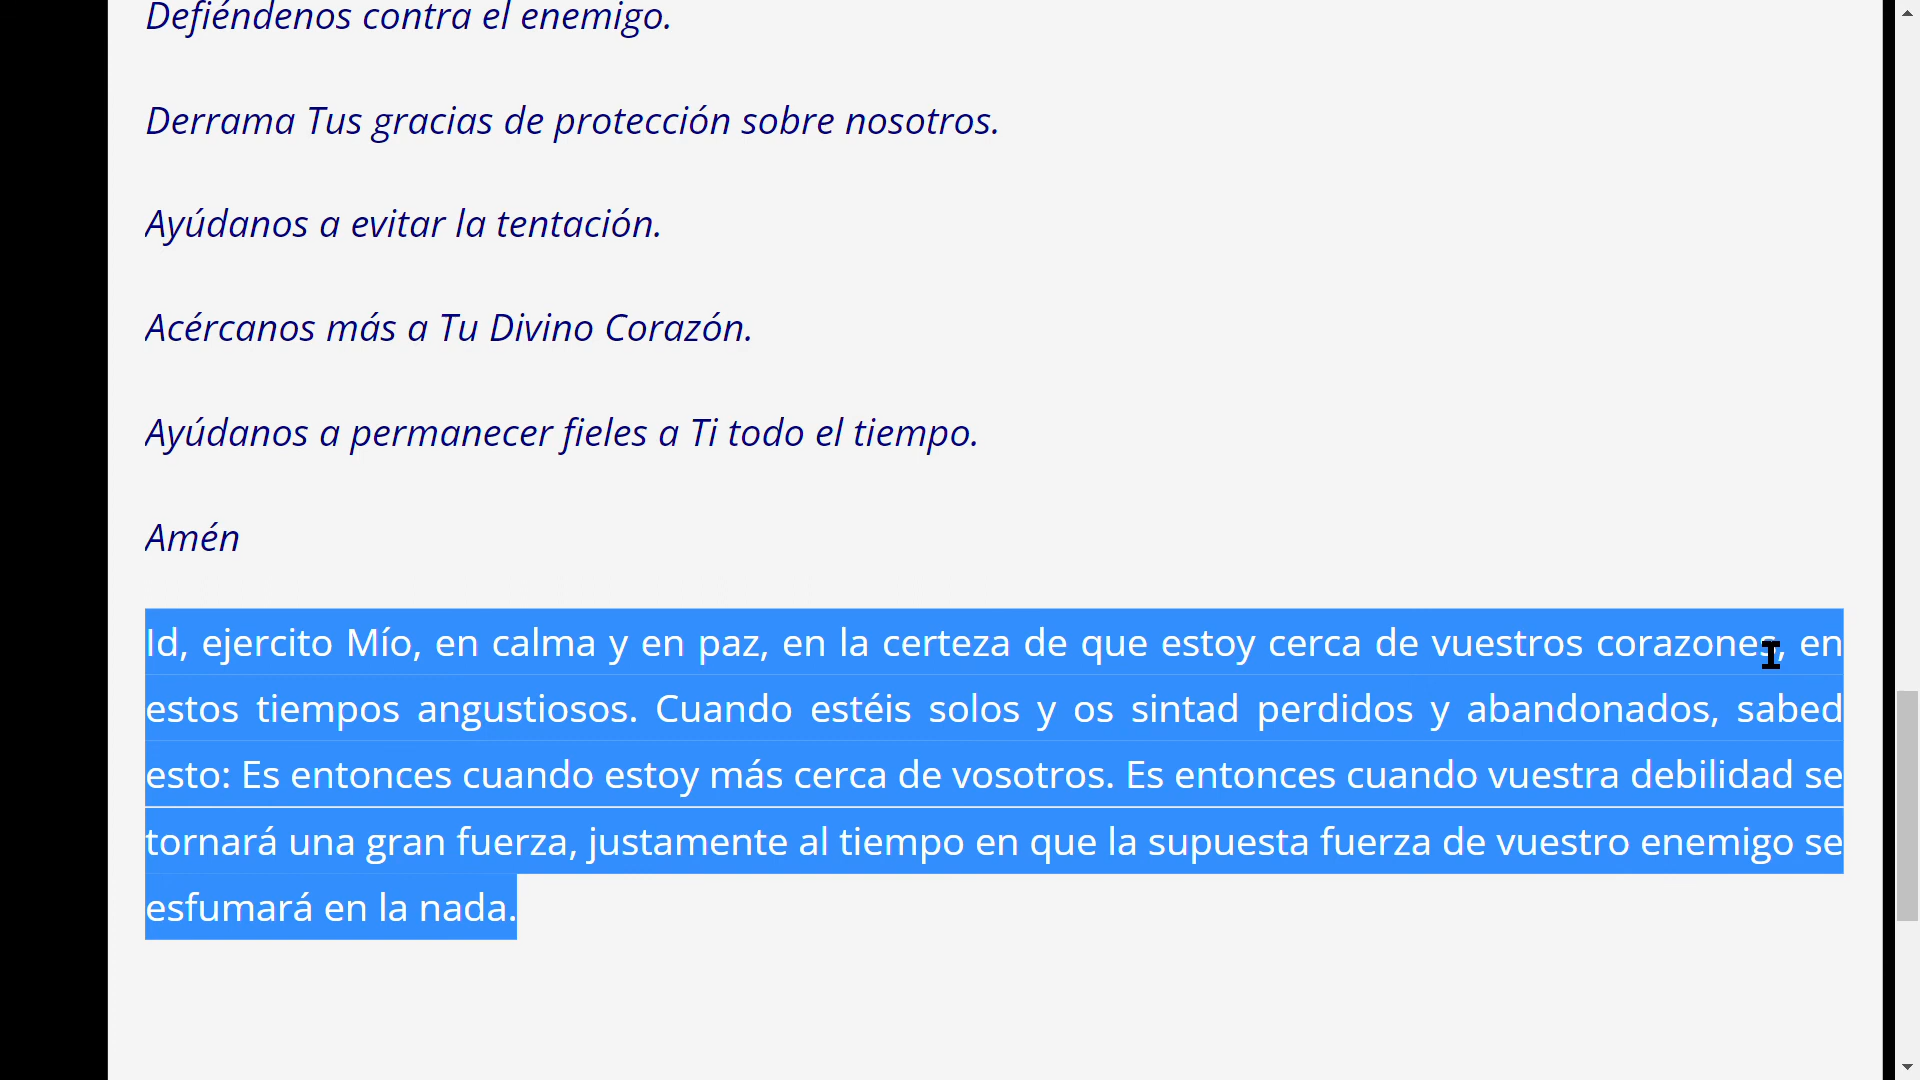 Defiéndenos contra el enemigo.
Derrama Tus gracias de protección sobre nosotros.
Ayúdanos a evitar la tentación.
Acércanos más a Tu Divino Corazón.
Ayúdanos a permanecer fieles a Ti todo el tiempo.
Amén
Id, ejercito Mío, en calma y en paz, en la certeza de que estoy cerca de vuestros corazones, en
estos tiempos angustiosos. Cuando estéis solos y os sintad perdidos y abandonados, sabed
esto: Es entonces cuando estoy más cerca de vosotros. Es entonces cuando vuestra debilidad se
tornará una gran fuerza, justamente al tiempo en que la supuesta fuerza de vuestro enemigo se
esfumará en la nada.